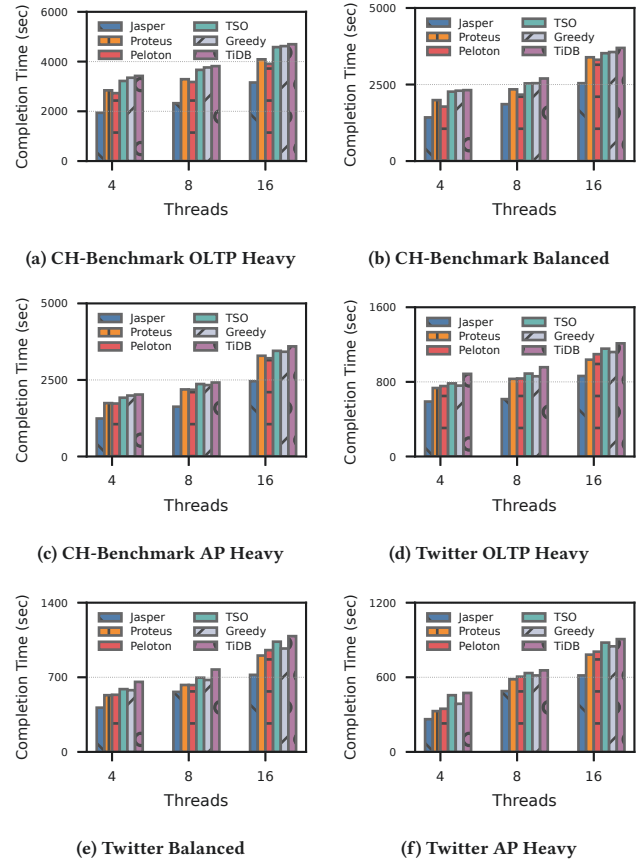 6000
4000
2000
0
Completion Time (sec)
Jasper
Proteus
Peloton
TSO
Greedy
TiDB
4
8
16
Threads
(a) CH-Benchmark OLTP Heavy
5000
2500
0
Completion Time (sec)
Jasper
Proteus
Peloton
TSO
Greedy
TiDB
4
8
16
Threads
(b) CH-Benchmark Balanced
5000
2500
0
Completion Time (sec)
Jasper
Proteus
Peloton
TSO
Greedy
TiDB
4
8
16
Threads
(c) CH-Benchmark AP Heavy
1600
800
0
Completion Time (sec)
Jasper
Proteus
Peloton
TSO
Greedy
TiDB
4
8
16
Threads
(d) Twitter OLTP Heavy
1400
700
0
Completion Time (sec)
Jasper
Proteus
Peloton
TSO
Greedy
TiDB
4
8
16
Threads
(e) Twitter Balanced
1200
600
0
Completion Time (sec)
Jasper
Proteus
Peloton
TSO
Greedy
TiDB
4
8
16
Threads
(f) Twitter AP Heavy